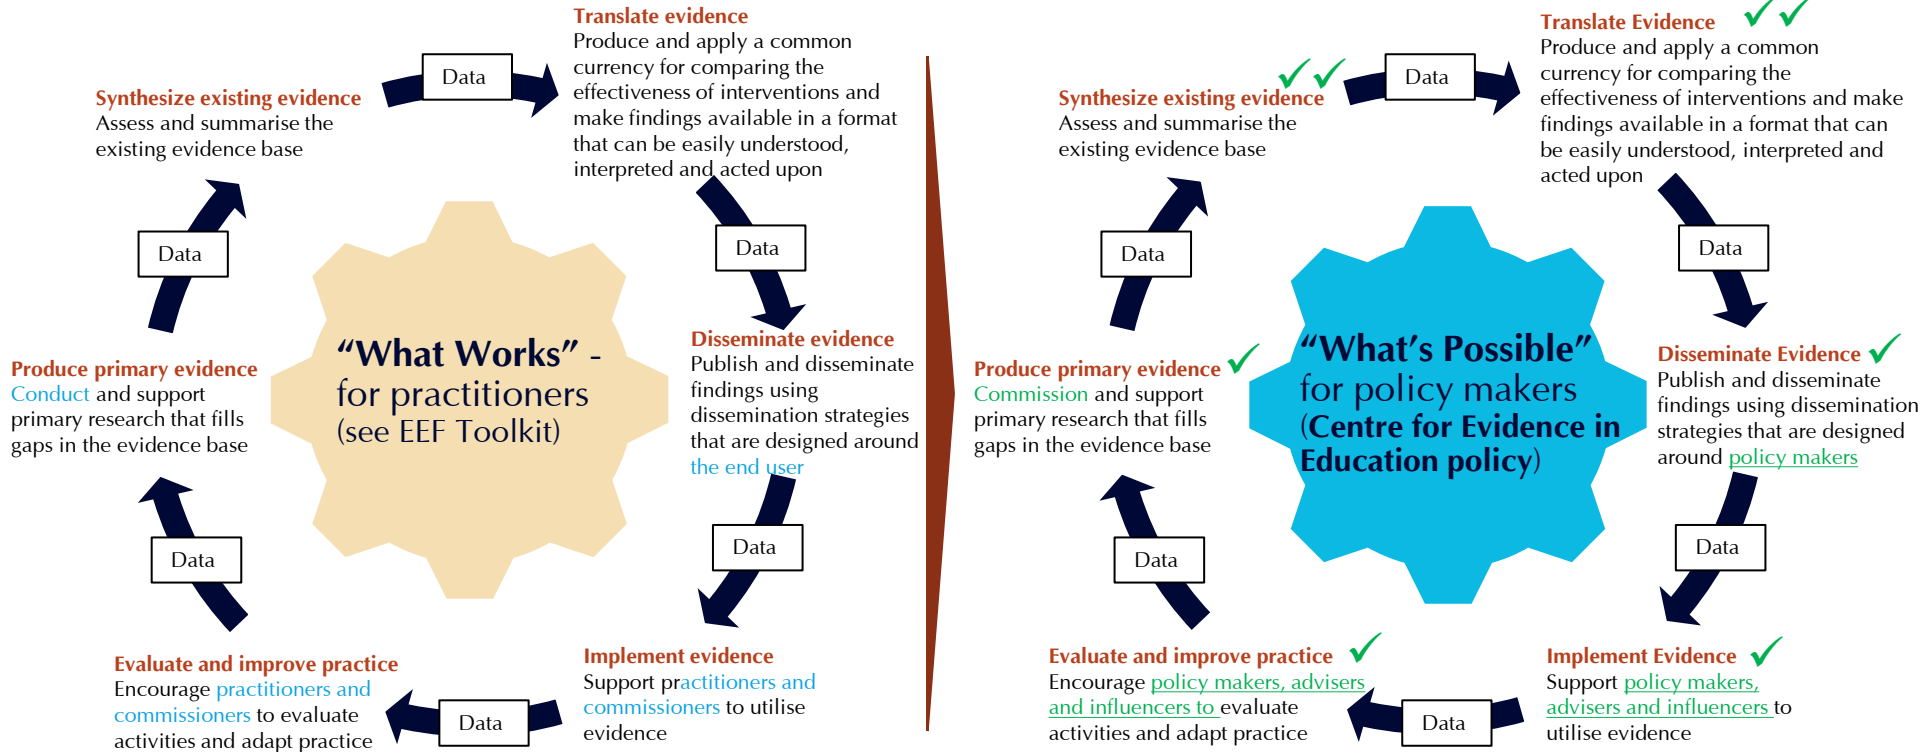 Translate evidence
Produce and apply a common
currency for comparing the
effectiveness of interventions and
make findings available in a format
that can be easily understood,
interpreted and acted upon
Data
Synthesize existing evidence
Assess and summarise the
existing evidence base
Data
Data
“What Works” -
for practitioners
(see EEF Toolkit)
Disseminate evidence
Publish and disseminate
findings using
dissemination strategies
that are designed around
the end user
Produce primary evidence
Conduct and support
primary research that fills
gaps in the evidence base
Data
Data
Implement evidence
Support practitioners and
commissioners to utilise
evidence
Evaluate and improve practice
Encourage practitioners and
commissioners to evaluate
activities and adapt practice
Data
Translate Evidence
Produce and apply a common
currency for comparing the
effectiveness of interventions and make
findings available in a format that can
be easily understood, interpreted and
acted upon
Data
Synthesize existing evidence
Assess and summarise the
existing evidence base
Data
Data
“What’s Possible”
for policy makers
(Centre for Evidence in
Education policy)
Disseminate Evidence
Publish and disseminate
findings using dissemination
strategies that are designed
around policy makers
Produce primary evidence
Commission and support
primary research that fills
gaps in the evidence base
Data
Data
Implement Evidence
Support policy makers,
advisers and influencers to
utilise evidence
Evaluate and improve practice
Encourage policy makers, advisers
and influencers to evaluate
activities and adapt practice
Data